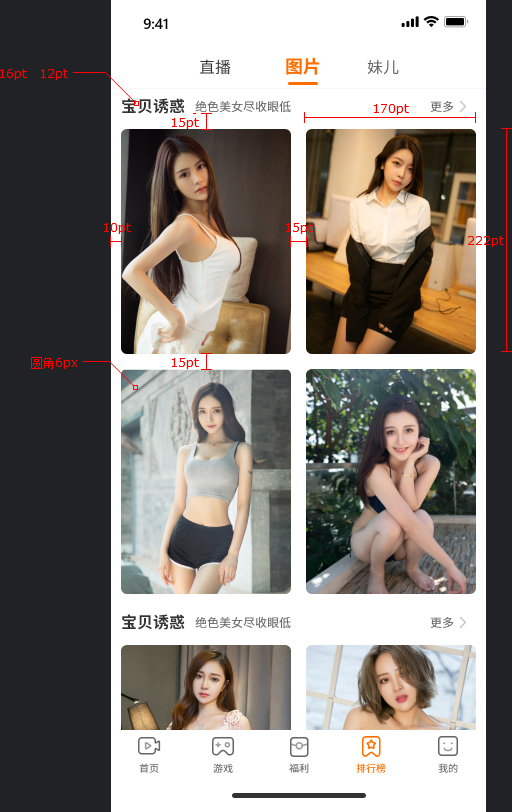 9:41
直播 图片 妹儿
16pt 12pt
宝贝诱惑 绝色美女尽收眼低 更多
170pt
15pt
10pt 15pt
222pt
圆角6px 15pt
宝贝诱惑 绝色美女尽收眼低 更多
首页 游戏 福利 排行榜 我的